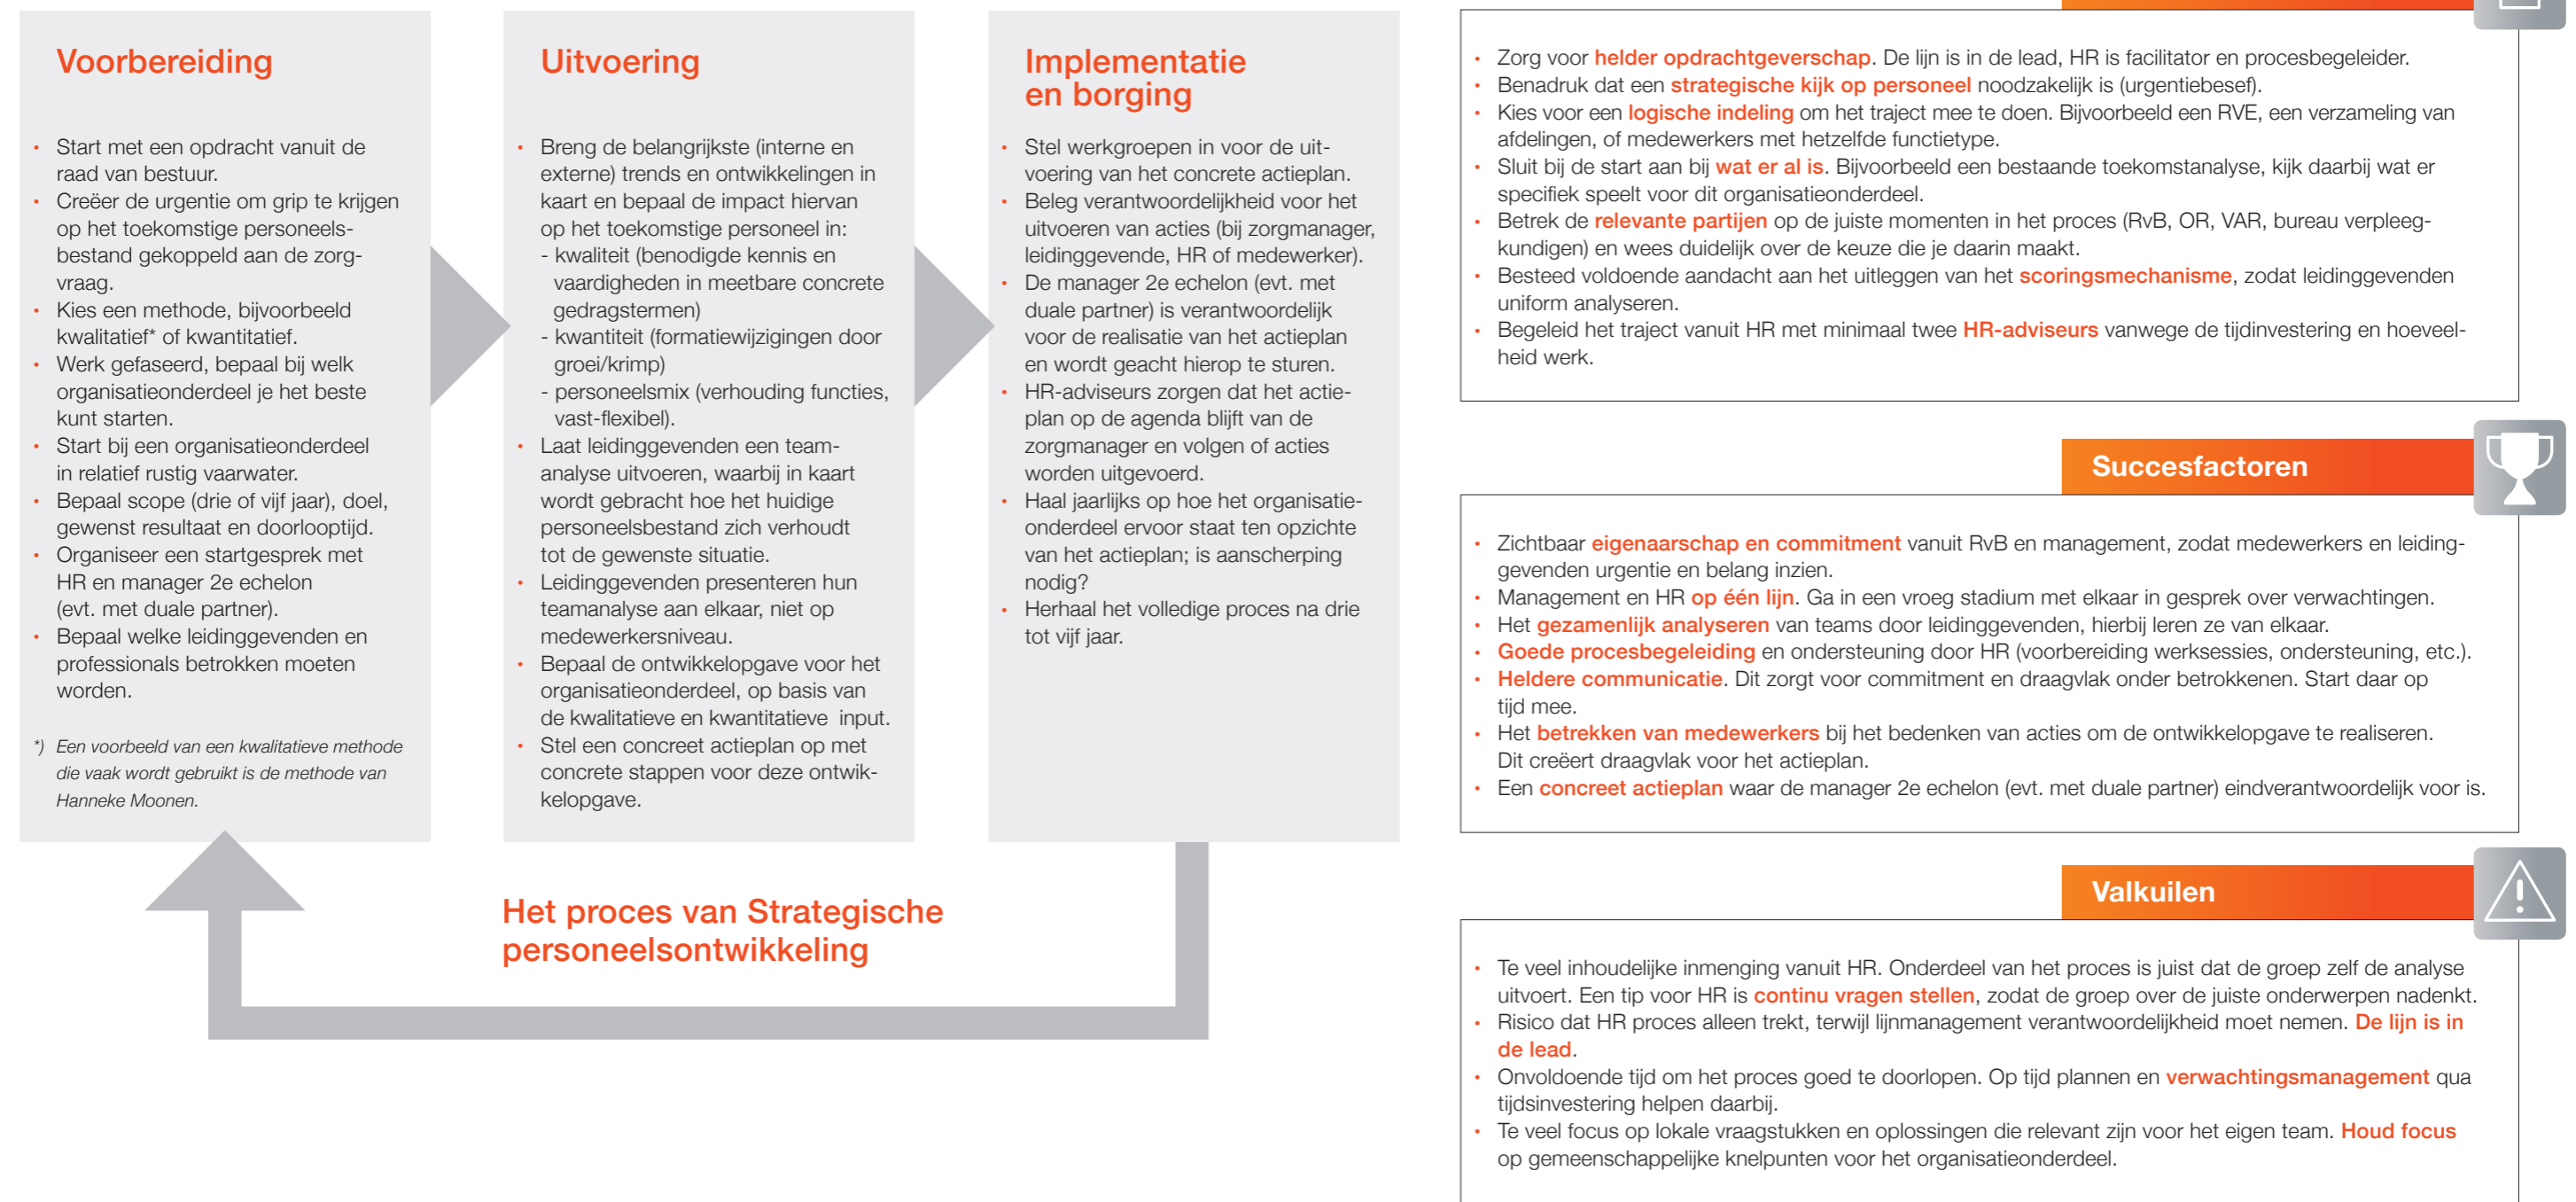 Voorbereiding
• Start met een opdracht vanuit de
raad van bestuur.
• Creëer de urgentie om grip te krijgen
op het toekomstige personeels-
bestand gekoppeld aan de zorg-
vraag.
• Kies een methode, bijvoorbeeld
kwalitatief* of kwantitatief.
• Werk gefaseerd, bepaal bij welk
organisatieonderdeel je het beste
kunt starten.
• Start bij een organisatieonderdeel
in relatief rustig vaarwater.
• Bepaal scope (drie of vijf jaar), doel,
gewenst resultaat en doorlooptijd.
• Organiseer een startgesprek met
HR en manager 2e echelon
(evt. met duale partner).
• Bepaal welke leidinggevenden en
professionals betrokken moeten
worden.
*) Een voorbeeld van een kwalitatieve methode
die vaak wordt gebruikt is de methode van
Hanneke Moonen.
Uitvoering
• Breng de belangrijkste (interne en
externe) trends en ontwikkelingen in
kaart en bepaal de impact hiervan
op het toekomstige personeel in:
- kwaliteit (benodigde kennis en
vaardigheden in meetbare concrete
gedragstermen)
- kwantiteit (formatiewijzigingen door
groei/krimp)
- personeelsmix (verhouding functies,
vast-flexibel).
• Laat leidinggevenden een team-
analyse uitvoeren, waarbij in kaart
wordt gebracht hoe het huidige
personeelsbestand zich verhoudt
tot de gewenste situatie.
• Leidinggevenden presenteren hun
teamanalyse aan elkaar, niet op
medewerkersniveau.
• Bepaal de ontwikkelopgave voor het
organisatieonderdeel, op basis van
de kwalitatieve en kwantitatieve input.
• Stel een concreet actieplan op met
concrete stappen voor deze ontwik-
kelopgave.
Implementatie
en borging
• Stel werkgroepen in voor de uit-
voering van het concrete actieplan.
• Beleg verantwoordelijkheid voor het
uitvoeren van acties (bij zorgmanager,
leidinggevende, HR of medewerker).
• De manager 2e echelon (evt. met
duale partner) is verantwoordelijk
voor de realisatie van het actieplan
en wordt geacht hierop te sturen.
• HR-adviseurs zorgen dat het actie-
plan op de agenda blijft van de
zorgmanager en volgen of acties
worden uitgevoerd.
• Haal jaarlijks op hoe het organisatie-
onderdeel ervoor staat ten opzichte
van het actieplan; is aanscherping
nodig?
• Herhaal het volledige proces na drie
tot vijf jaar.
Het proces van Strategische
personeelsontwikkeling
• Zorg voor helder opdrachtgeverschap. De lijn is in de lead, HR is facilitator en procesbegeleider.
• Benadruk dat een strategische kijk op personeel noodzakelijk is (urgentiebesef).
• Kies voor een logische indeling om het traject mee te doen. Bijvoorbeeld een RVE, een verzameling van
afdelingen, of medewerkers met hetzelfde functietype.
• Sluit bij de start aan bij wat er al is. Bijvoorbeeld een bestaande toekomstanalyse, kijk daarbij wat er
specifiek speelt voor dit organisatieonderdeel.
• Betrek de relevante partijen op de juiste momenten in het proces (RvB, OR, VAR, bureau verpleeg-
kundigen) en wees duidelijk over de keuze die je daarin maakt.
• Besteed voldoende aandacht aan het uitleggen van het scoringsmechanisme, zodat leidinggevenden
uniform analyseren.
• Begeleid het traject vanuit HR met minimaal twee HR-adviseurs vanwege de tijdinvestering en hoeveel-
heid werk.
Succesfactoren
• Zichtbaar eigenaarschap en commitment vanuit RvB en management, zodat medewerkers en leiding-
gevenden urgentie en belang inzien.
• Management en HR op één lijn. Ga in een vroeg stadium met elkaar in gesprek over verwachtingen.
• Het gezamenlijk analyseren van teams door leidinggevenden, hierbij leren ze van elkaar.
• Goede procesbegeleiding en ondersteuning door HR (voorbereiding werksessies, ondersteuning, etc.).
• Heldere communicatie. Dit zorgt voor commitment en draagvlak onder betrokkenen. Start daar op
tijd mee.
• Het betrekken van medewerkers bij het bedenken van acties om de ontwikkelopgave te realiseren.
Dit creëert draagvlak voor het actieplan.
• Een concreet actieplan waar de manager 2e echelon (evt. met duale partner) eindverantwoordelijk voor is.
Valkuilen
• Te veel inhoudelijke inmenging vanuit HR. Onderdeel van het proces is juist dat de groep zelf de analyse
uitvoert. Een tip voor HR is continu vragen stellen, zodat de groep over de juiste onderwerpen nadenkt.
• Risico dat HR proces alleen trekt, terwijl lijnmanagement verantwoordelijkheid moet nemen. De lijn is in
de lead.
• Onvoldoende tijd om het proces goed te doorlopen. Op tijd plannen en verwachtingsmanagement qua
tijdsinvestering helpen daarbij.
• Te veel focus op lokale vraagstukken en oplossingen die relevant zijn voor het eigen team. Houd focus
op gemeenschappelijke knelpunten voor het organisatieonderdeel.